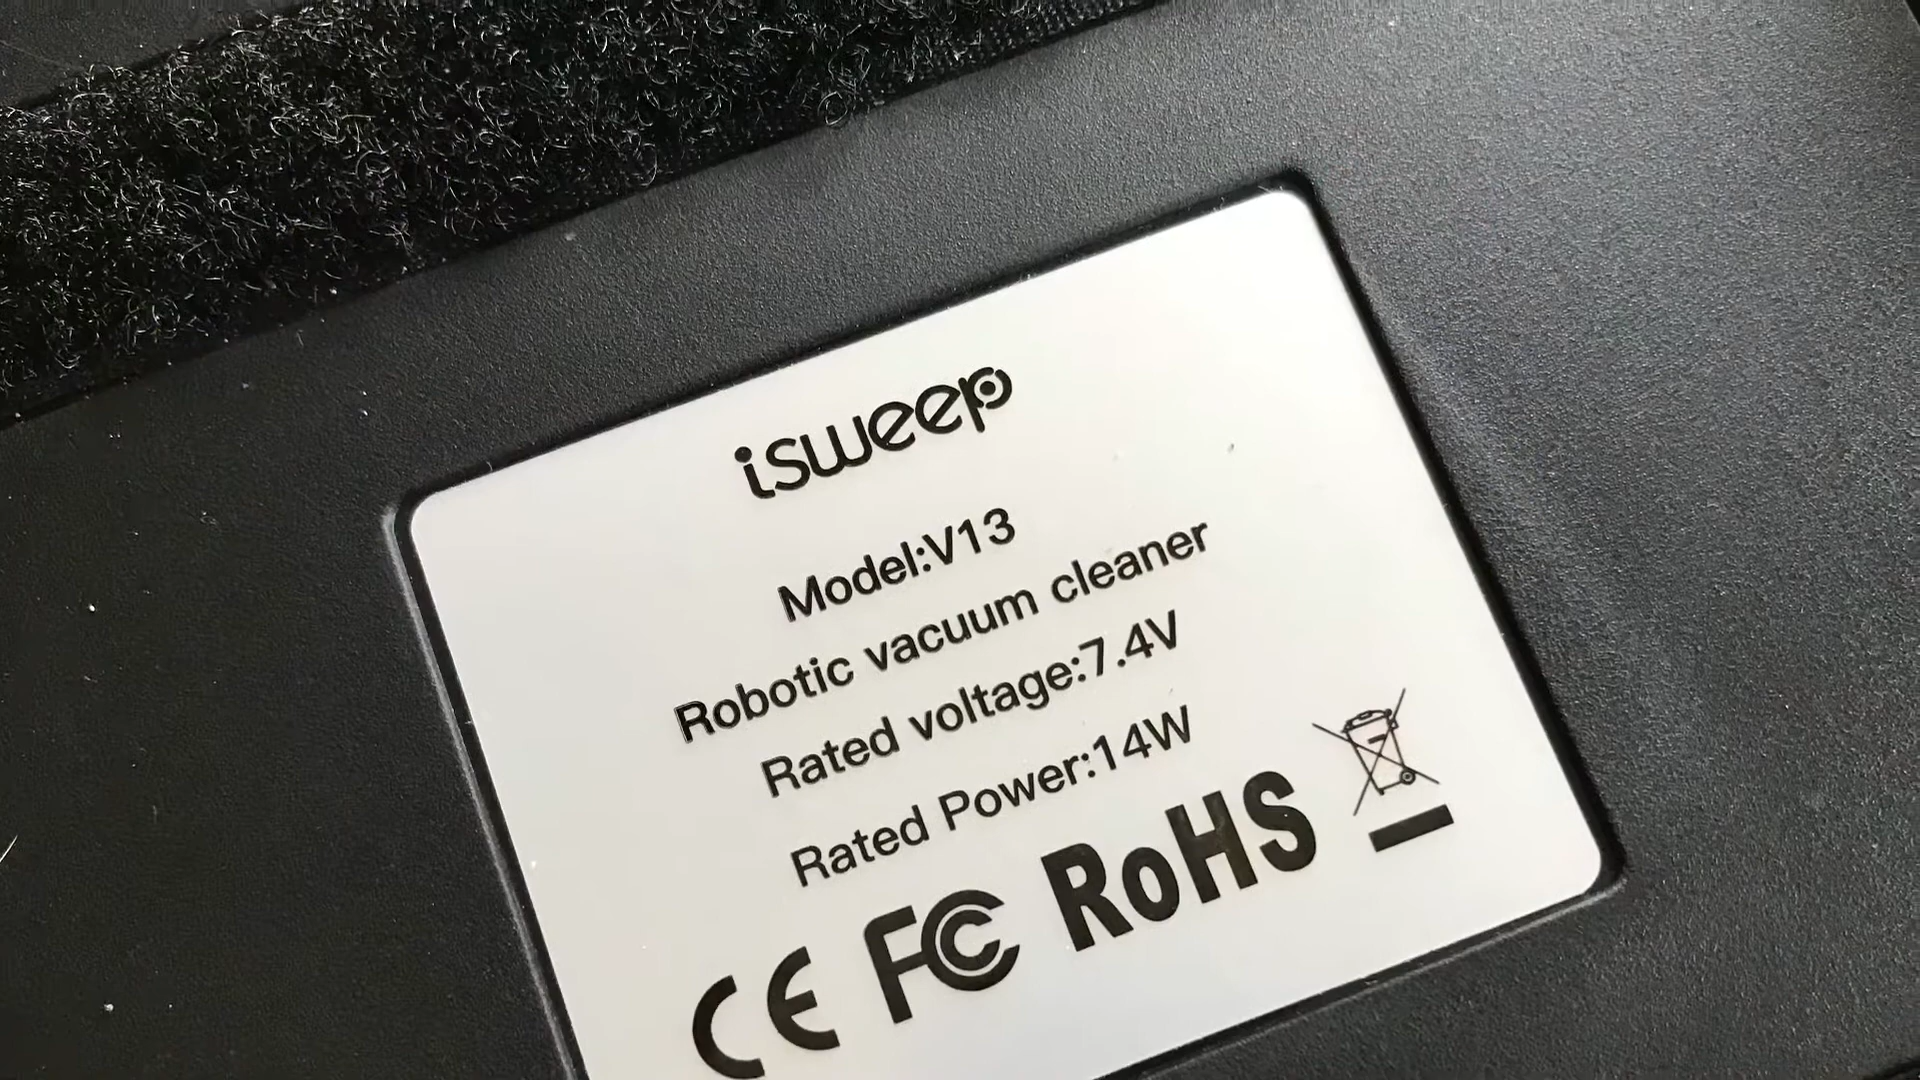 isweep
Model:V13
Robotic vacuum cleaner
Rated voltage:7.4V
Rated Power:14W
CE FC RoHS